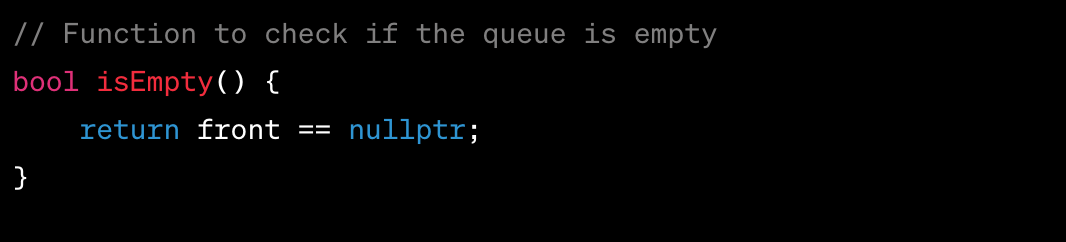 // Function to check if the queue is empty
bool isEmpty() {
    return front == nullptr;
}